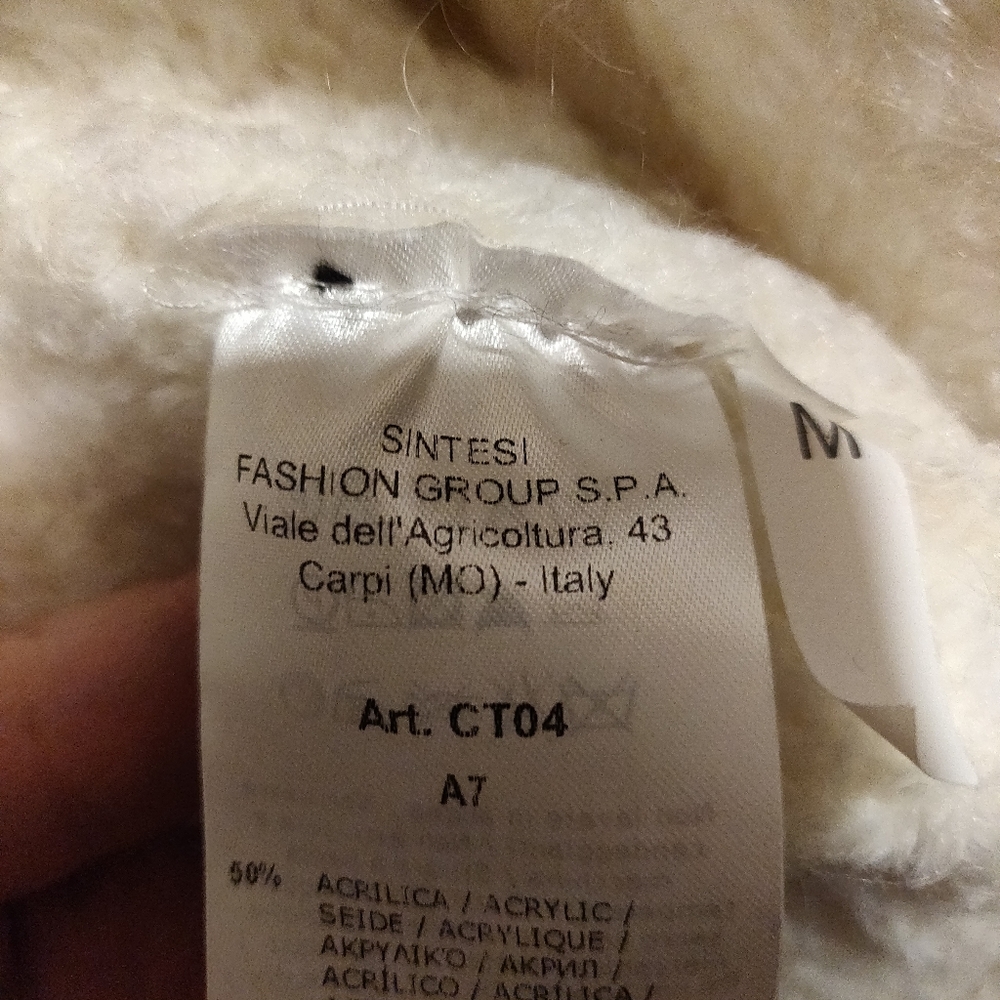 SINTESI
FASHION GROUP S.P.A.
Viale dell'Agricoltura, 43
Carpi (MO) - Italy
Art. CT04
A7
50% ACRILICA / ACRYLIC /
SEIDE / ACRYLIQUE /
ΑΚΡΥΛΙΚΟ / АКРИЛ /
ACRÍLICO / ACRÍLICA /
M